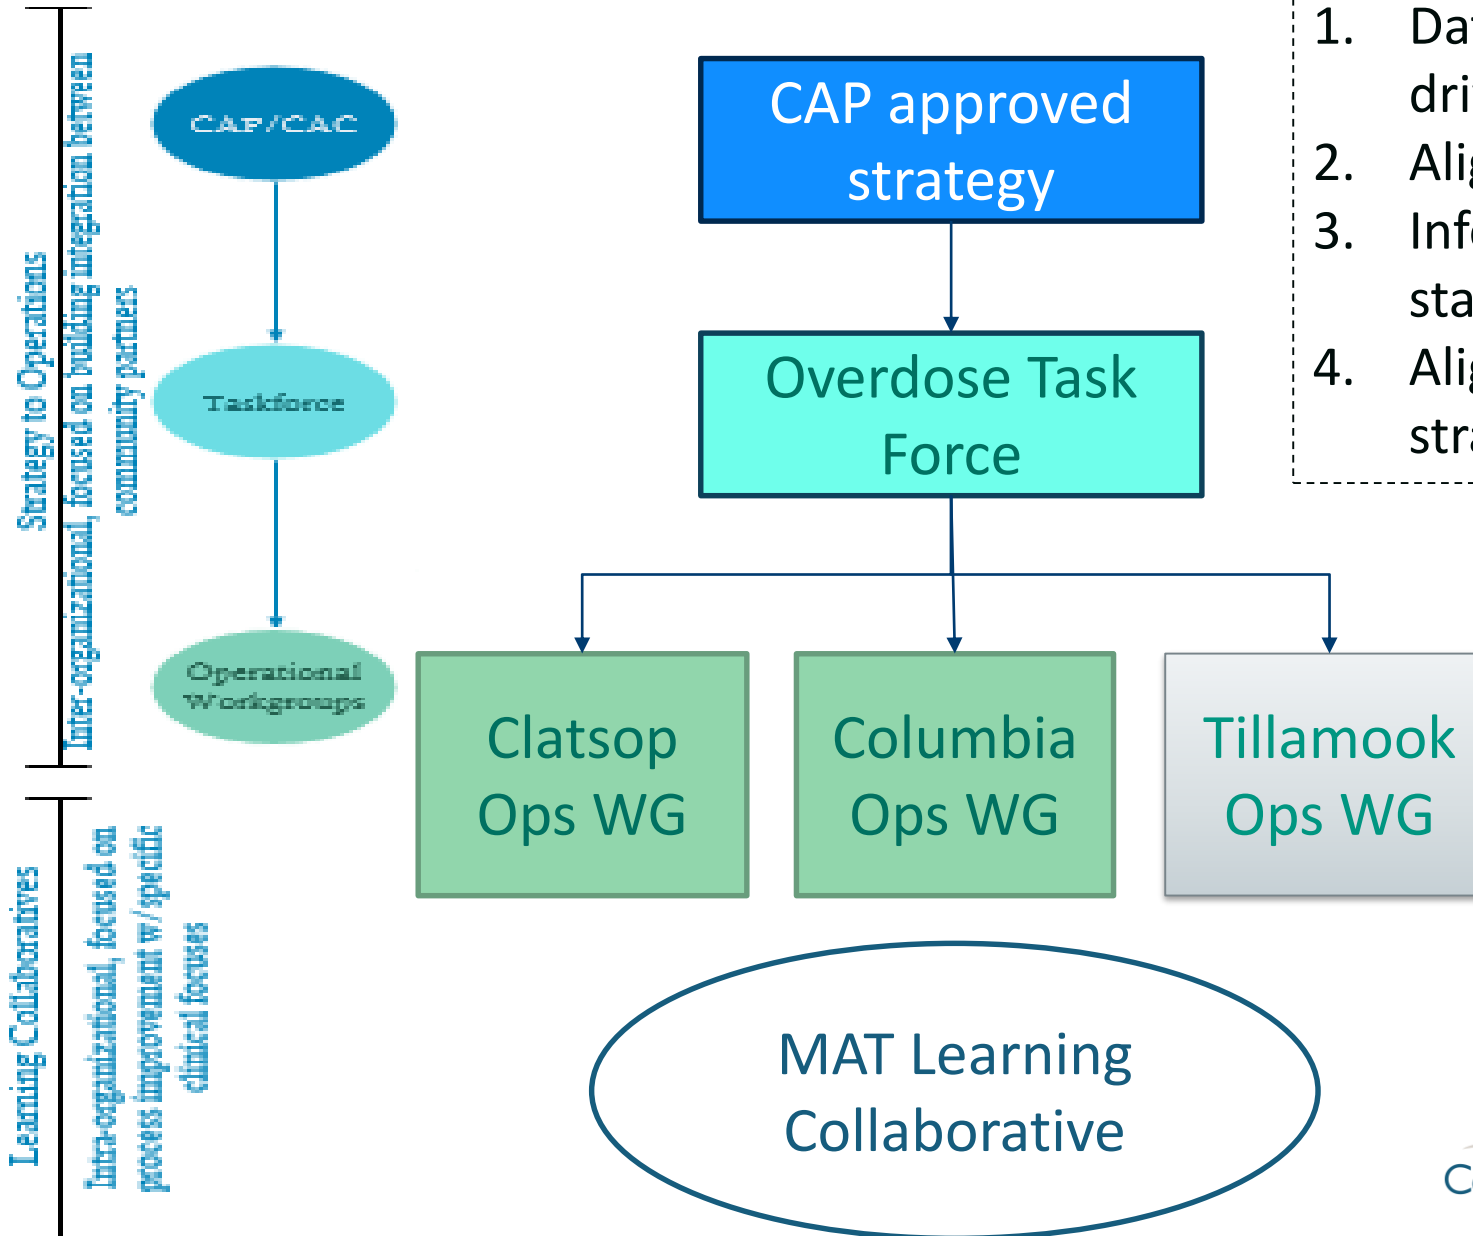 Strategy to Operations
Inter-organizational, focused on building integration between
community partners
CAP/CAC
Taskforce
Operational
Workgroups
CAP approved
strategy
Overdose Task
Force
Clatsop
Ops WG
Columbia
Ops WG
Tillamook
Ops WG
1.
2. 
3. 
4. 
Learning Collaboratives
Intra-organizational, focused on
process improvement w/specific
clinical focuses
MAT Learning
Collaborative